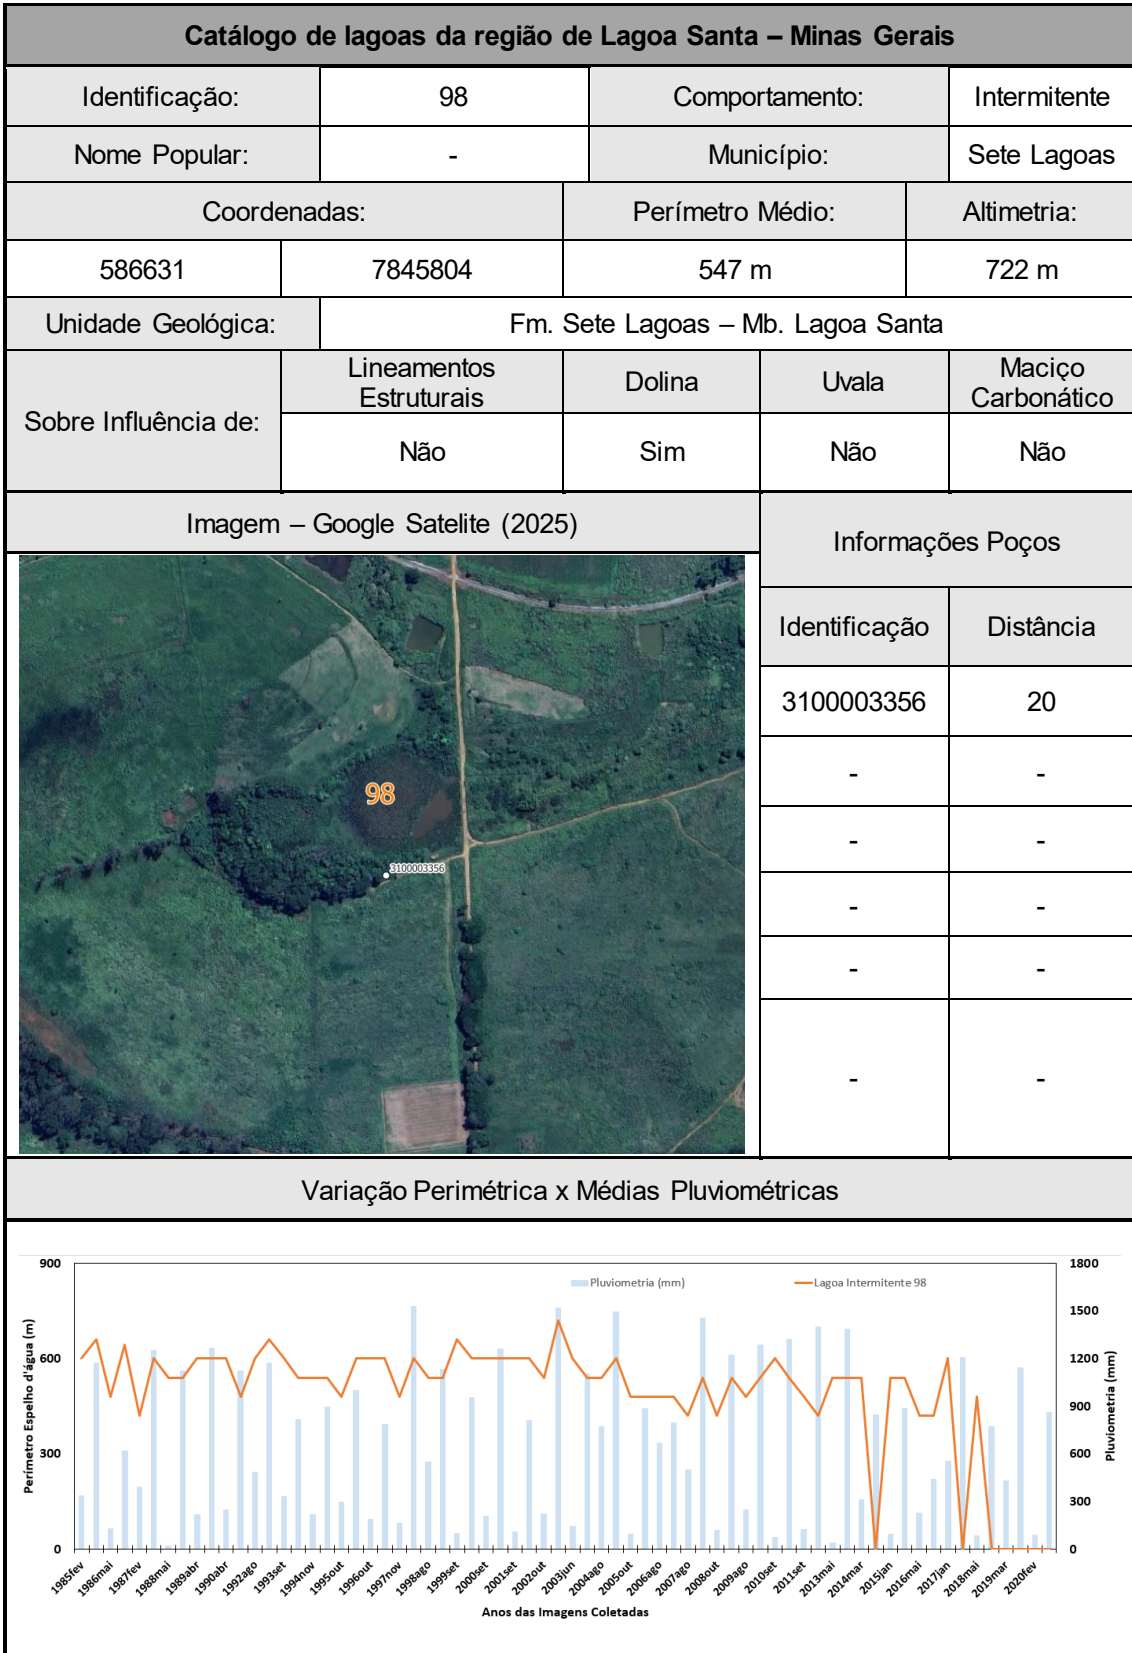 Catálogo de lagoas da região de Lagoa Santa – Minas Gerais
Identificação: 98 Comportamento: Intermitente
Nome Popular: - Município: Sete Lagoas
Coordenadas: Perímetro Médio: Altimetria:
586631 7845804 547 m 722 m
Unidade Geológica: Fm. Sete Lagoas – Mb. Lagoa Santa
Sobre Influência de:
Lineamentos Estruturais Dolina Uvala Maciço Carbonático
Não Sim Não Não
Imagem – Google Satelite (2025)
98
3100003356
Informações Poços
Identificação Distância
3100003356 20
- -
- -
- -
- -
- -
Variação Perimétrica x Médias Pluviométricas
Pluviometria (mm) Lagoa Intermitente 98
Perímetro Espelho d'água (m)
900
600
300
0
1800
1500
1200
900
600
300
0
Pluviometria (mm)
1985fev 1986mai 1987fev 1988mai 1989abr 1990abr 1992ago 1993set 1994nov 1995out 1996out 1997nov 1998ago 1999set 2000set 2001set 2002out 2003jun 2004ago 2005out 2006ago 2007ago 2008out 2009ago 2010set 2011set 2013mai 2014mar 2015jan 2016mai 2017jan 2018mai 2019mar 2020fev
Anos das Imagens Coletadas